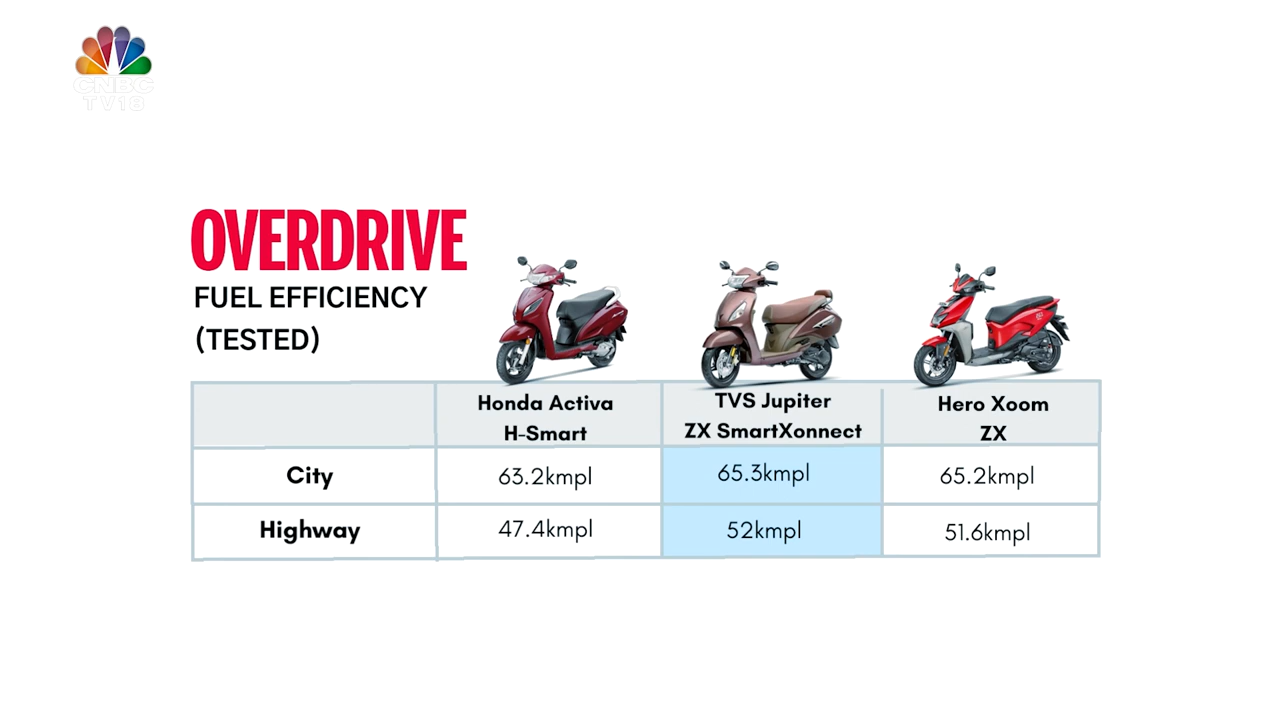 CNBC
TV18
OVERDRIVE
FUEL EFFICIENCY
(TESTED)
Honda Activa
H-Smart
TVS Jupiter
ZX SmartXonnect
Hero Xoom
ZX
City
63.2kmpl
65.3kmpl
65.2kmpl
Highway
47.4kmpl
52kmpl
51.6kmpl